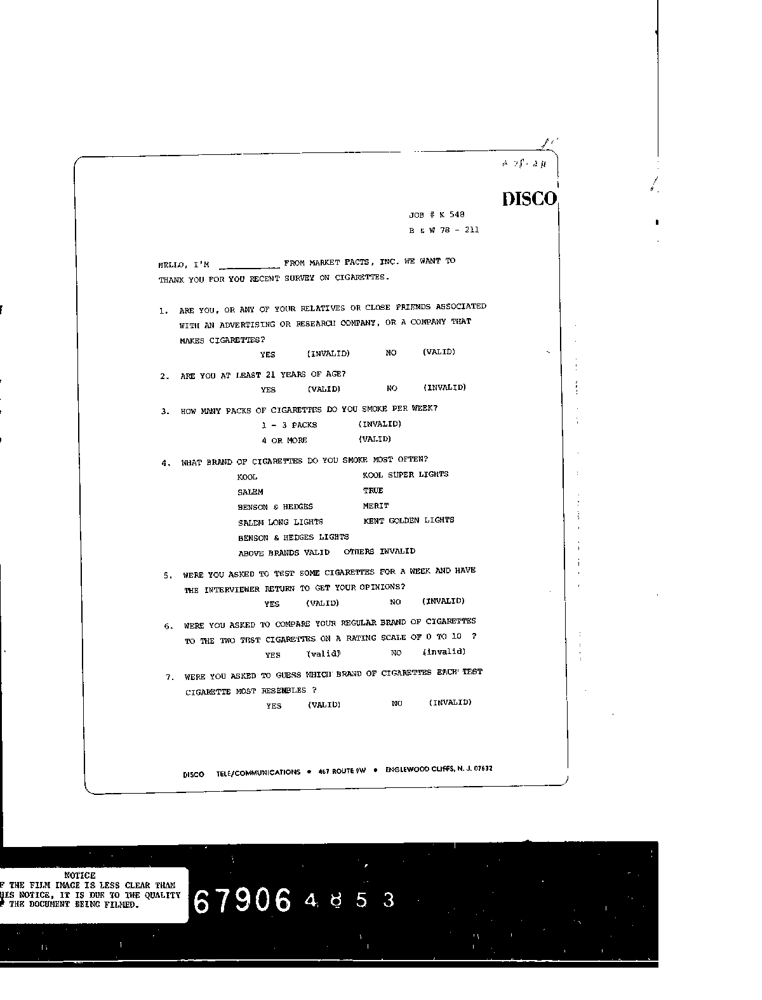 DISCO
JOB # K 548
B & W 78 - 211
HELLO, I'M __________ FROM MARKET FACTS, INC. WE WANT TO
THANK YOU FOR YOU RECENT SURVEY ON CIGARETTES.
1. ARE YOU, OR ANY OF YOUR RELATIVES OR CLOSE FRIENDS ASSOCIATED
WITH AN ADVERTISING OR RESEARCH COMPANY, OR A COMPANY THAT
MAKES CIGARETTES?
YES (INVALID) NO (VALID)
2. ARE YOU AT LEAST 21 YEARS OF AGE?
YES (VALID) NO (INVALID)
3. HOW MANY PACKS OF CIGARETTES DO YOU SMOKE PER WEEK?
1 - 3 PACKS (INVALID)
4 OR MORE (VALID)
4. WHAT BRAND OF CIGARETTES DO YOU SMOKE MOST OFTEN?
KOOL KOOL SUPER LIGHTS
SALEM TRUE
BENSON & HEDGES MERIT
SALEM LONG LIGHTS KENT GOLDEN LIGHTS
BENSON & HEDGES LIGHTS
ABOVE BRANDS VALID OTHERS INVALID
5. WERE YOU ASKED TO TEST SOME CIGARETTES FOR A WEEK AND HAVE
THE INTERVIEWER RETURN TO GET YOUR OPINIONS?
YES (VALID) NO (INVALID)
6. WERE YOU ASKED TO COMPARE YOUR REGULAR BRAND OF CIGARETTES
TO THE TWO TEST CIGARETTES ON A RATING SCALE OF 0 TO 10 ?
YES (valid) NO (invalid)
7. WERE YOU ASKED TO GUESS WHICH BRAND OF CIGARETTES EACH TEST
CIGARETTE MOST RESEMBLES ?
YES (VALID) NO (INVALID)
DISCO TELE/COMMUNICATIONS • 467 ROUTE 9W • ENGLEWOOD CLIFFS, N. J. 07632
NOTICE
F THE FILM IMAGE IS LESS CLEAR THAN
HIS NOTICE, IT IS DUE TO THE QUALITY
F THE DOCUMENT BEING FILMED.
67906 4853